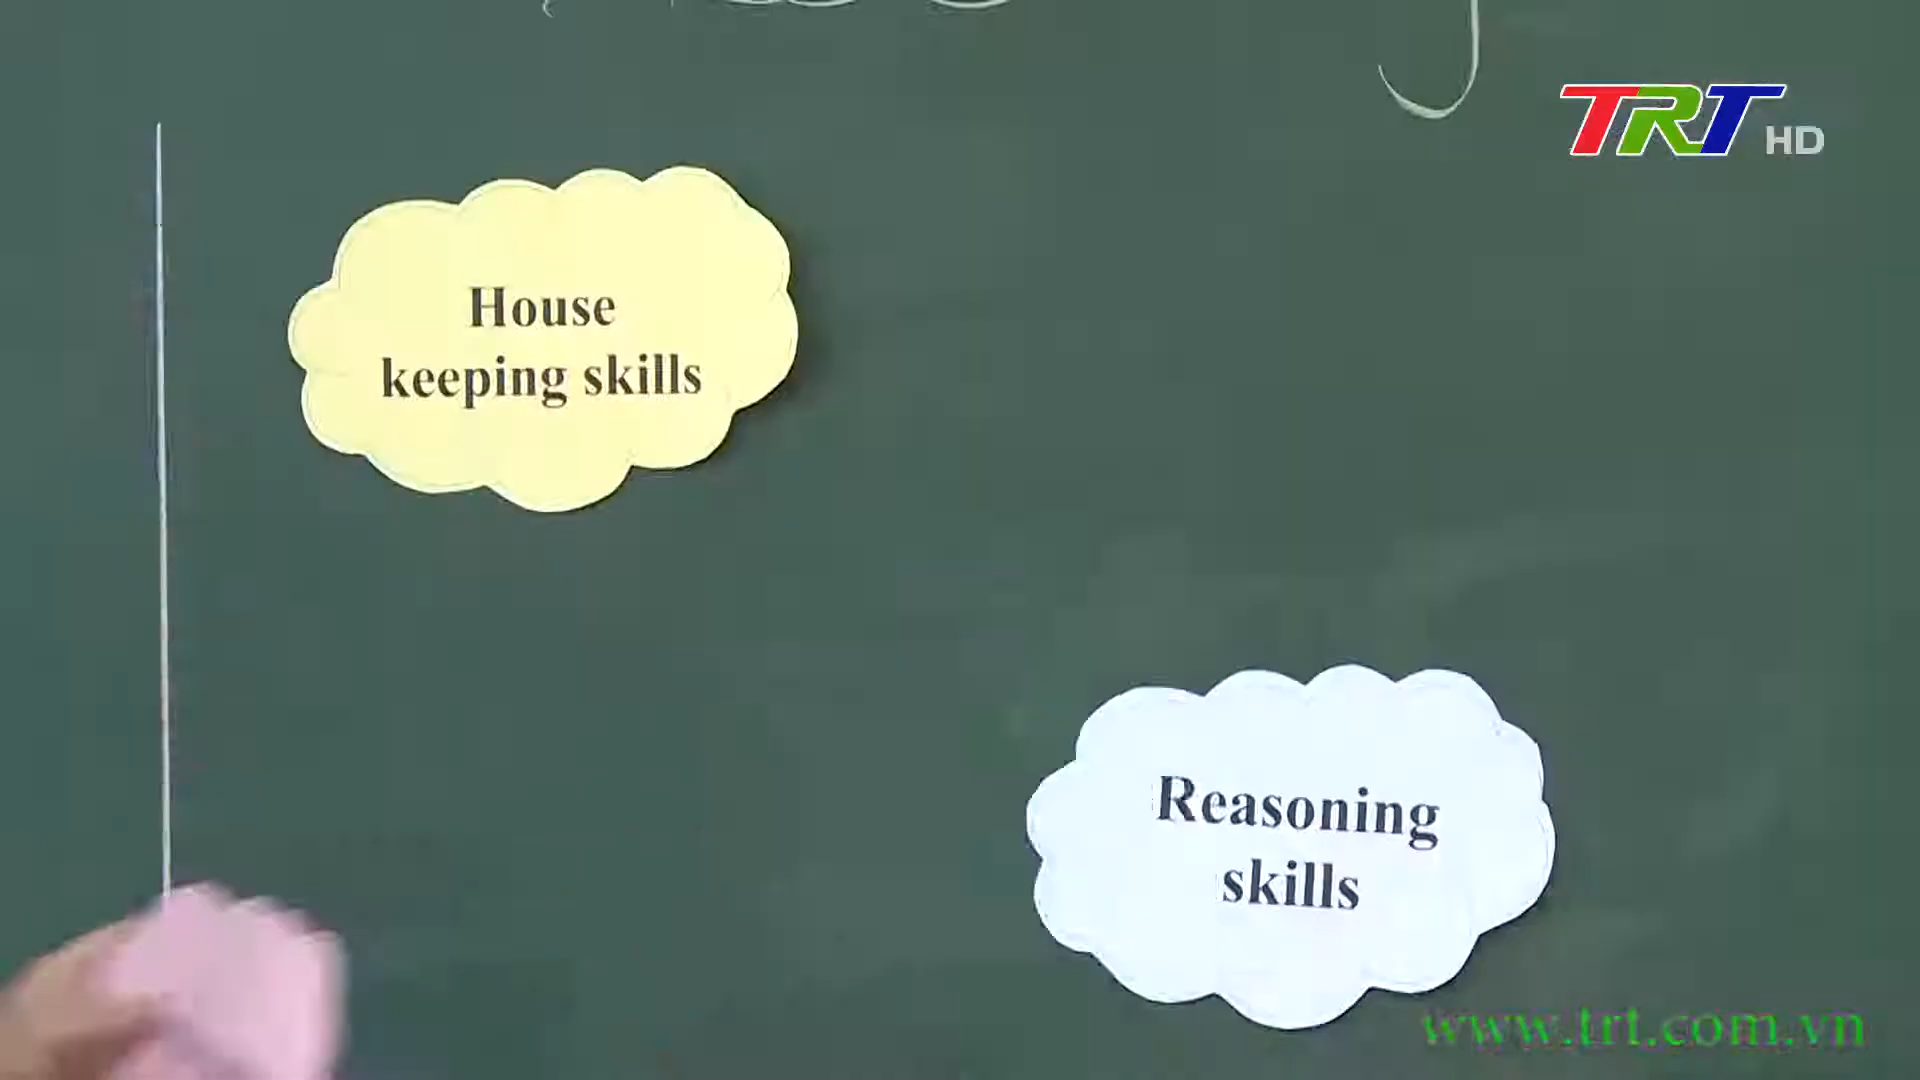 TRT HD
House
keeping skills
Reasoning
skills
www.trt.com.vn